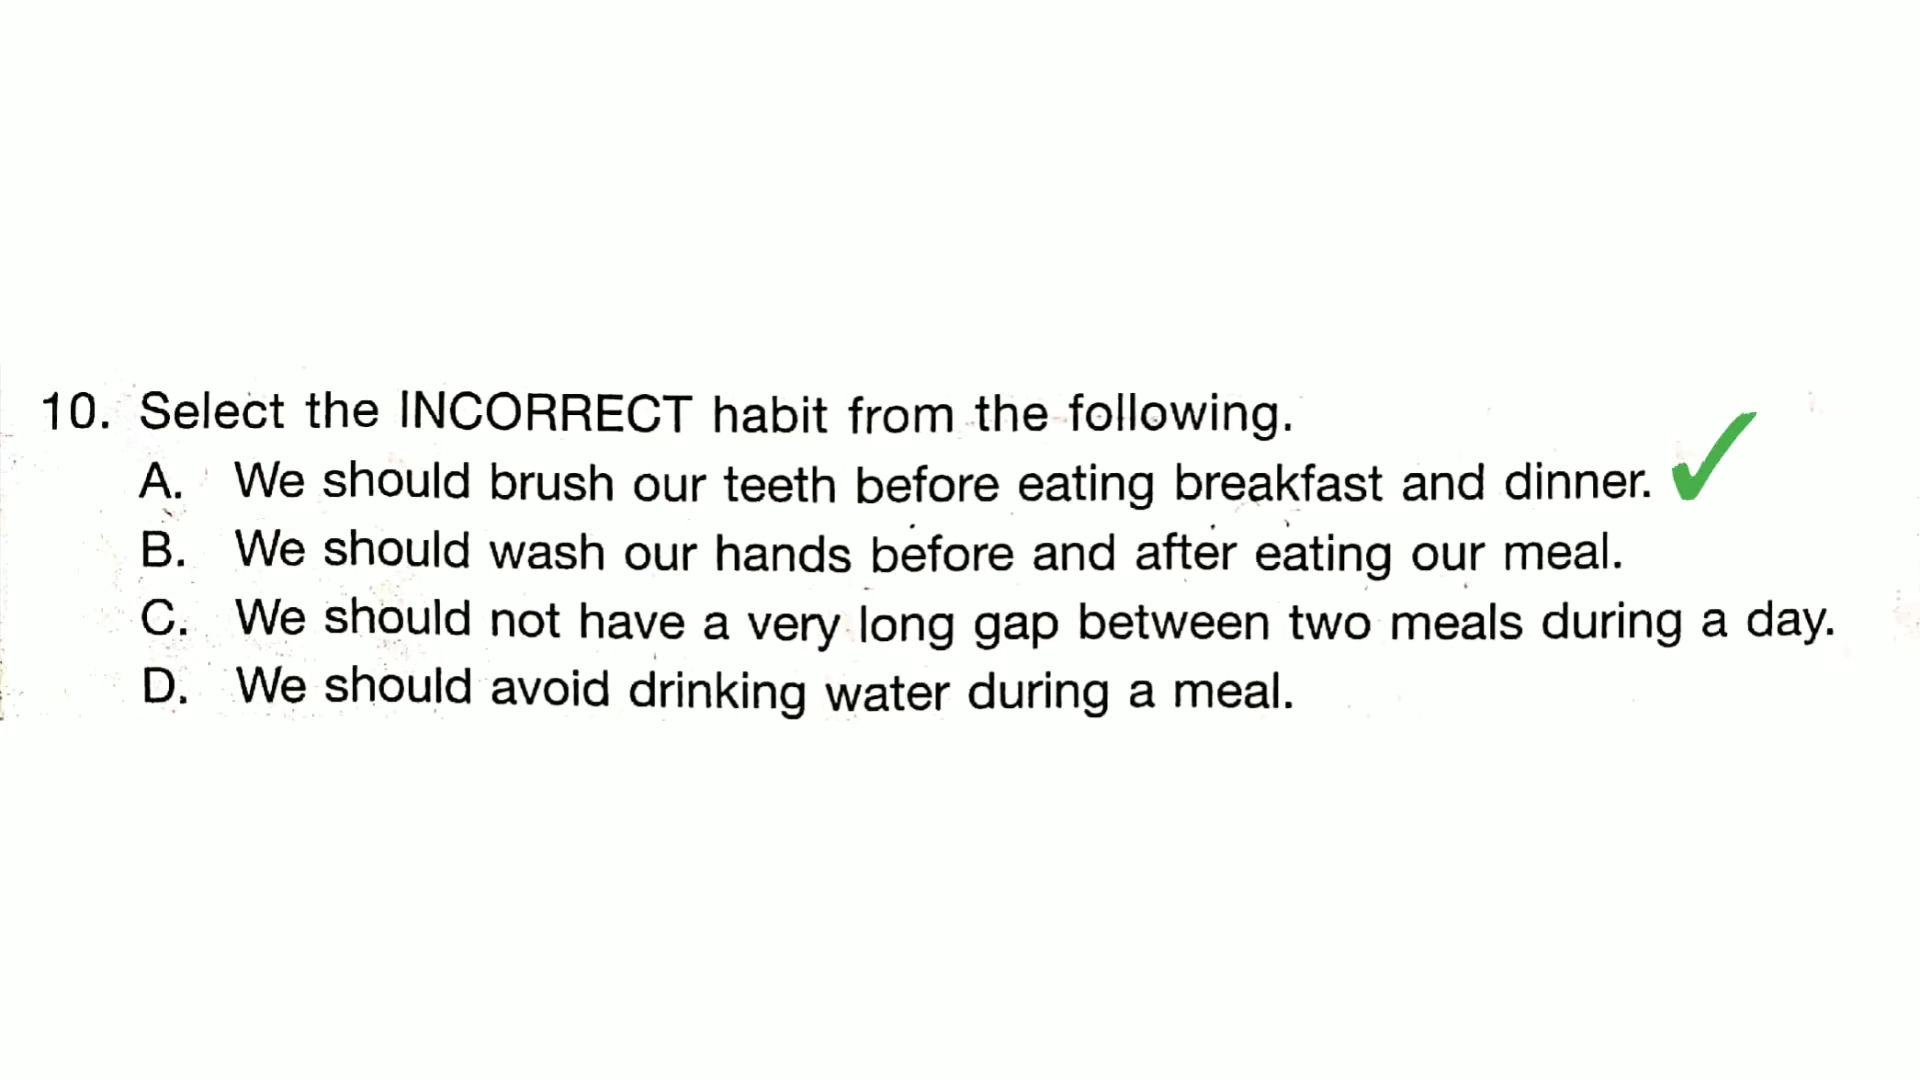 10. Select the INCORRECT habit from the following.
A. We should brush our teeth before eating breakfast and dinner.
B. We should wash our hands before and after eating our meal.
C. We should not have a very long gap between two meals during a day.
D. We should avoid drinking water during a meal.